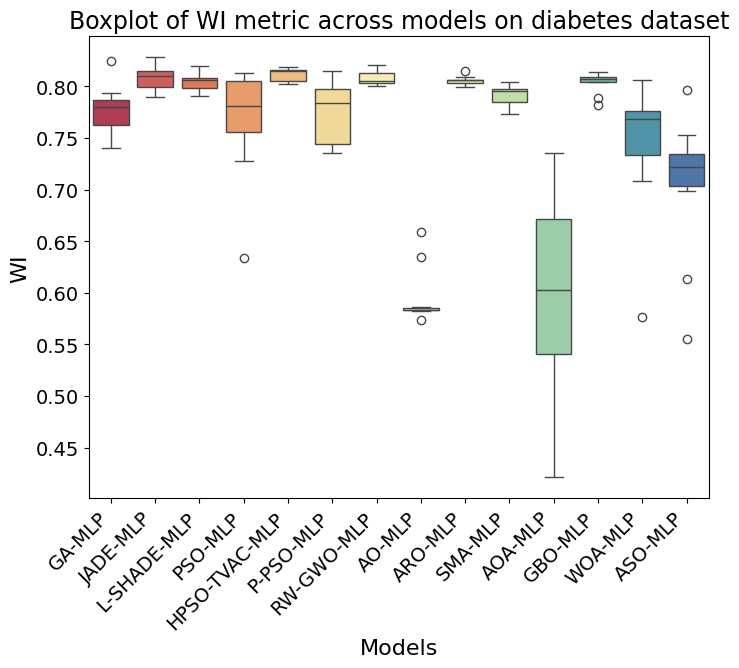 Boxplot of WI metric across models on diabetes dataset
0.80
0.75
0.70
0.65
0.60
0.55
0.50
0.45
WI
GA-MLP
JADE-MLP
L-SHADE-MLP
PSO-MLP
HPSO-TVAC-MLP
P-PSO-MLP
RW-GWO-MLP
AO-MLP
ARO-MLP
SMA-MLP
AOA-MLP
GBO-MLP
WOA-MLP
ASO-MLP
Models